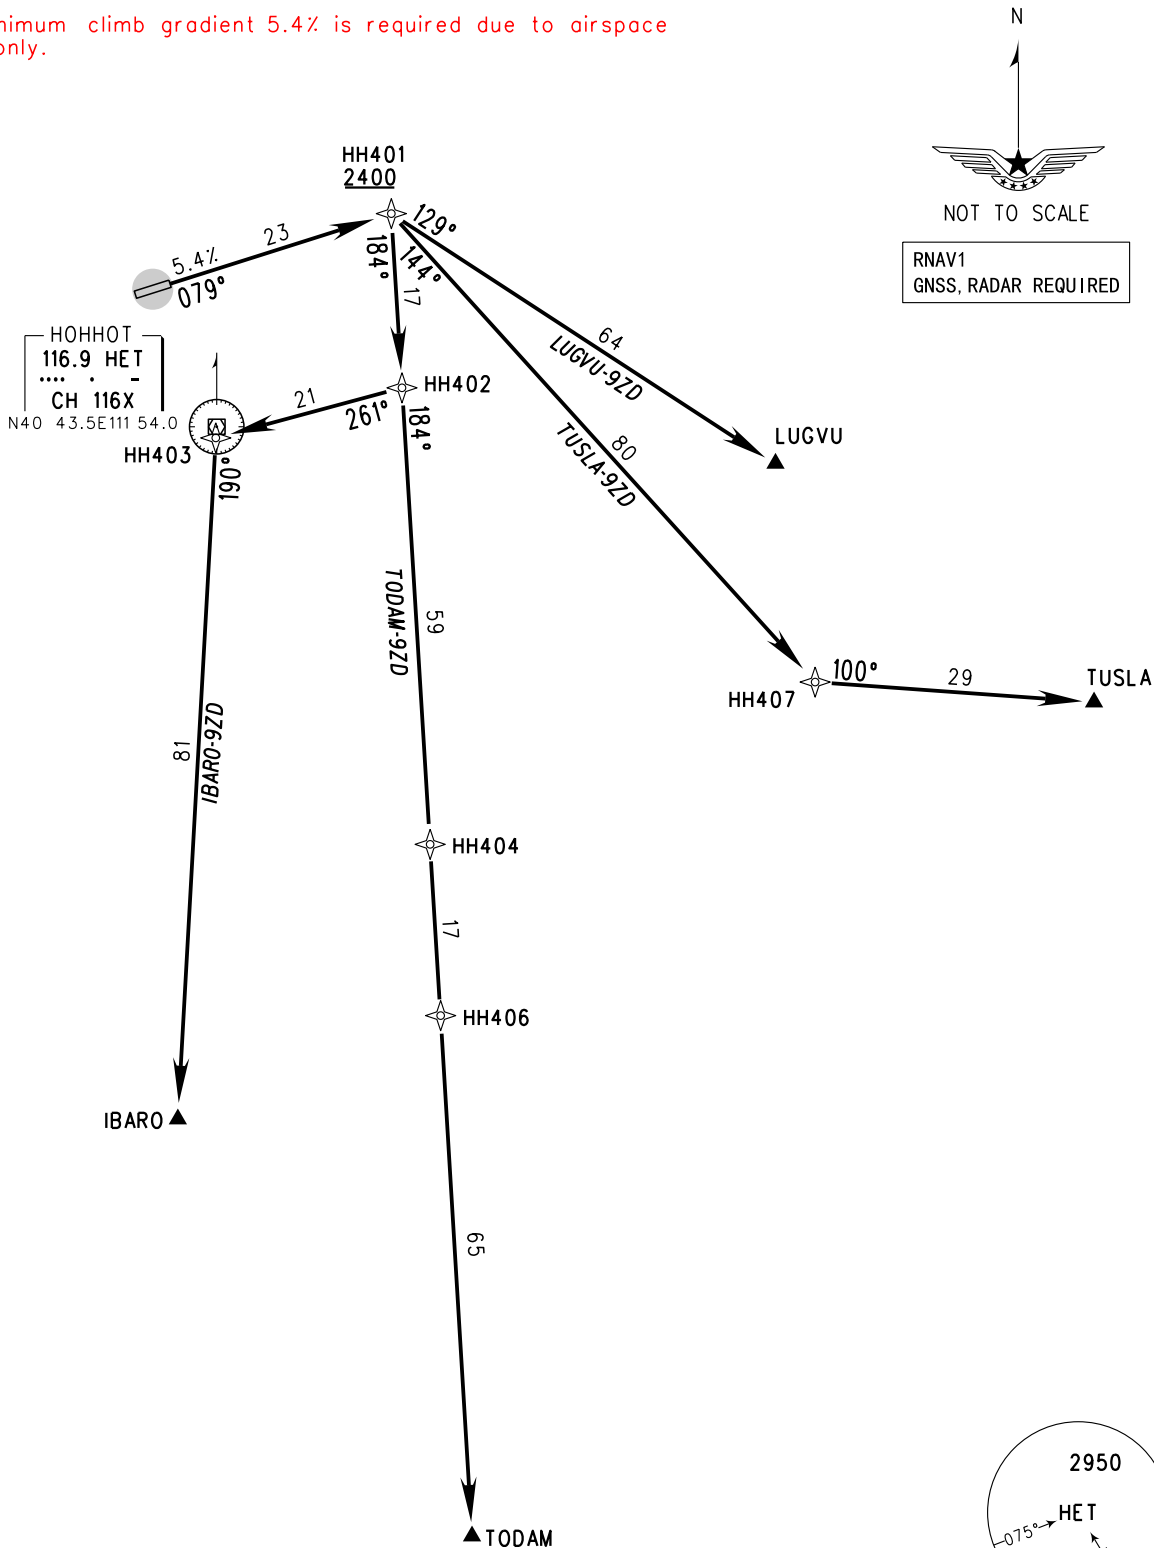 nimum climb gradient 5.4% is required due to airspace
only.
N
NOT TO SCALE
RNAV1
GNSS, RADAR REQUIRED
HH401
2400
23
5.4%
079°
129°
144°
184°
17
64
LUGVU-9ZD
LUGVU
HOHHOT
116.9 HET
CH 116X
N40 43.5E111 54.0
HH402
21
261°
184°
HH403
190°
80
TUSLA-9ZD
TODAM-9ZD
59
HH407
100°
29
TUSLA
81
IBARO-9ZD
HH404
17
HH406
IBARO
65
TODAM
2950
HET
075°